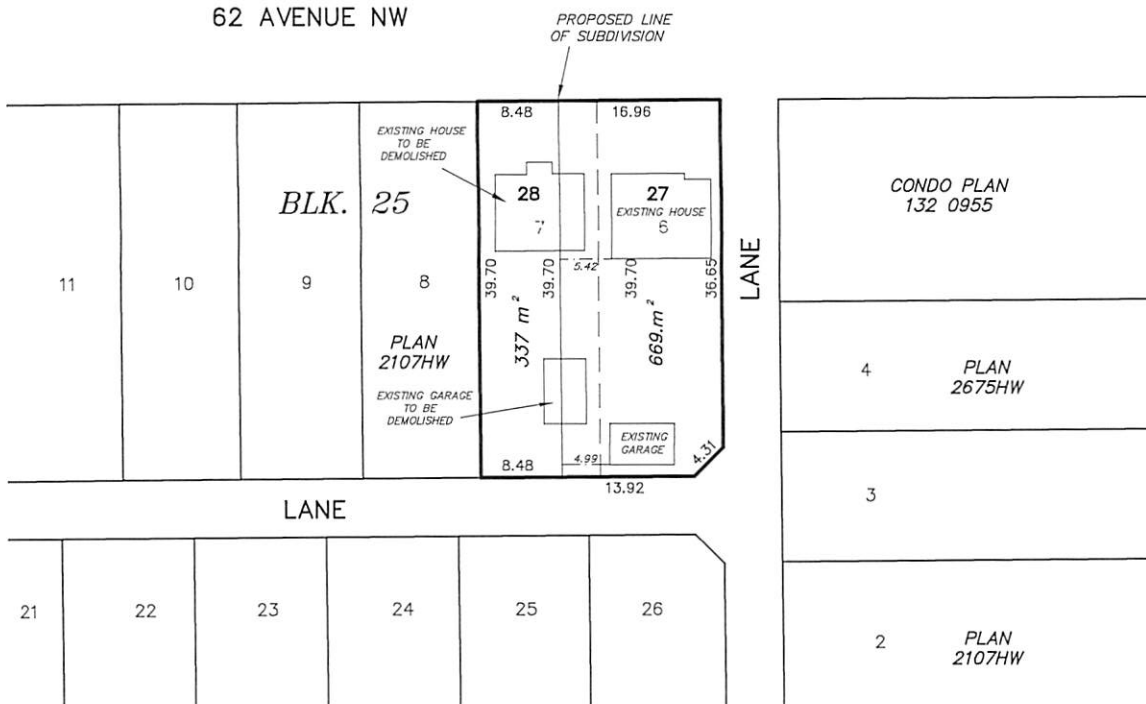 62 AVENUE NW
PROPOSED LINE
OF SUBDIVISION
8.48
16.96
EXISTING HOUSE
TO BE
DEMOLISHED
BLK. 25
28
7
27
EXISTING HOUSE
6
CONDO PLAN
132 0955
LANE
5.42
39.70
39.70
39.70
36.65
11
10
9
8
337 m²
669.m²
PLAN
2107HW
4
PLAN
2675HW
EXISTING GARAGE
TO BE
DEMOLISHED
EXISTING
GARAGE
4.31
8.48
4.99
13.92
3
LANE
21
22
23
24
25
26
2
PLAN
2107HW